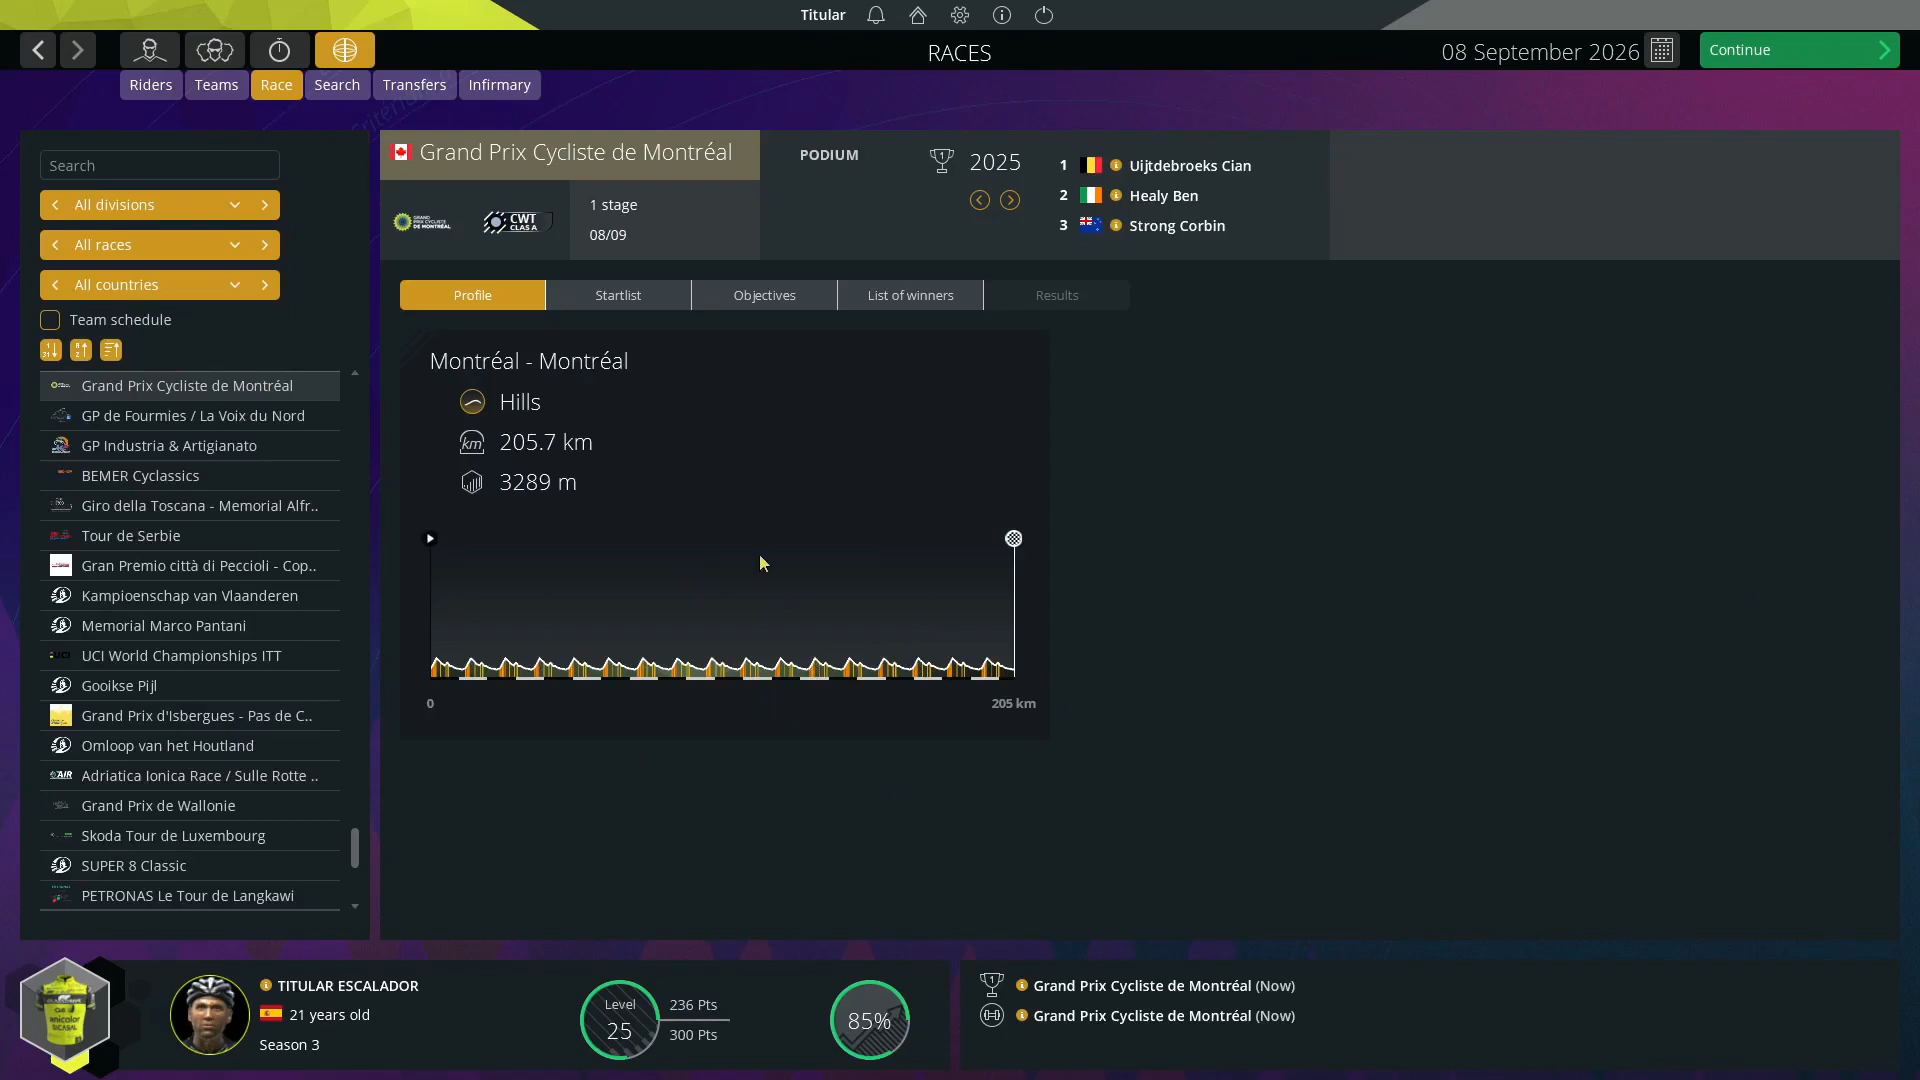 Titular
RACES
08 September 2026
Continue
Riders
Teams
Race
Search
Transfers
Infirmary
Search
All divisions
All races
All countries
Team schedule
Grand Prix Cycliste de Montréal
GP de Fourmies / La Voix du Nord
GP Industria & Artigianato
BEMER Cyclassics
Giro della Toscana - Memorial Alfr..
Tour de Serbie
Gran Premio città di Peccioli - Cop..
Kampioenschap van Vlaanderen
Memorial Marco Pantani
UCI World Championships ITT
Gooikse Pijl
Grand Prix d'Isbergues - Pas de C..
Omloop van het Houtland
Adriatica Ionica Race / Sulle Rotte ..
Grand Prix de Wallonie
Skoda Tour de Luxembourg
SUPER 8 Classic
PETRONAS Le Tour de Langkawi
Grand Prix Cycliste de Montréal
CWT
CLAS A
1 stage
08/09
PODIUM
2025
1 Uijtdebroeks Cian
2 Healy Ben
3 Strong Corbin
Profile
Startlist
Objectives
List of winners
Results
Montréal - Montréal
Hills
km 205.7 km
3289 m
0
205 km
TITULAR ESCALADOR
21 years old
Season 3
Level
25
236 Pts
300 Pts
85%
Grand Prix Cycliste de Montréal (Now)
Grand Prix Cycliste de Montréal (Now)